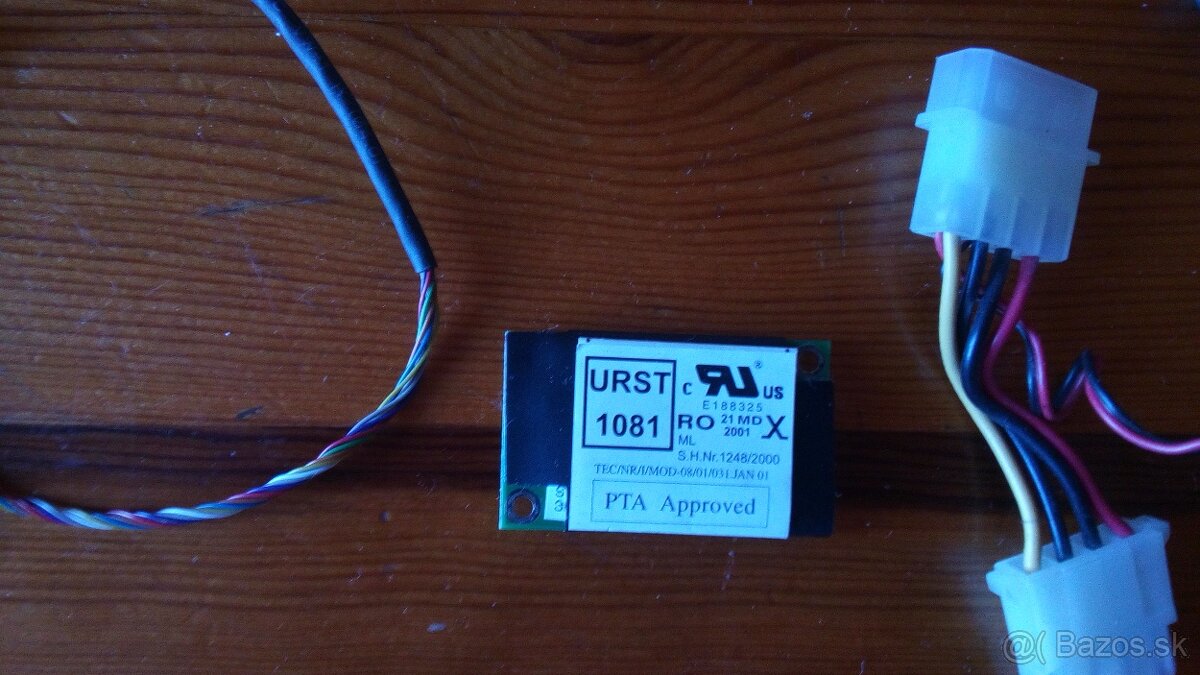 URST
1081
c RU® US
E188325
RO 21 MD X
2001
ML
S.H.Nr.1248/2000
TEC/NR/I/MOD-08/01/031.JAN 01
PTA Approved
@( Bazos.sk